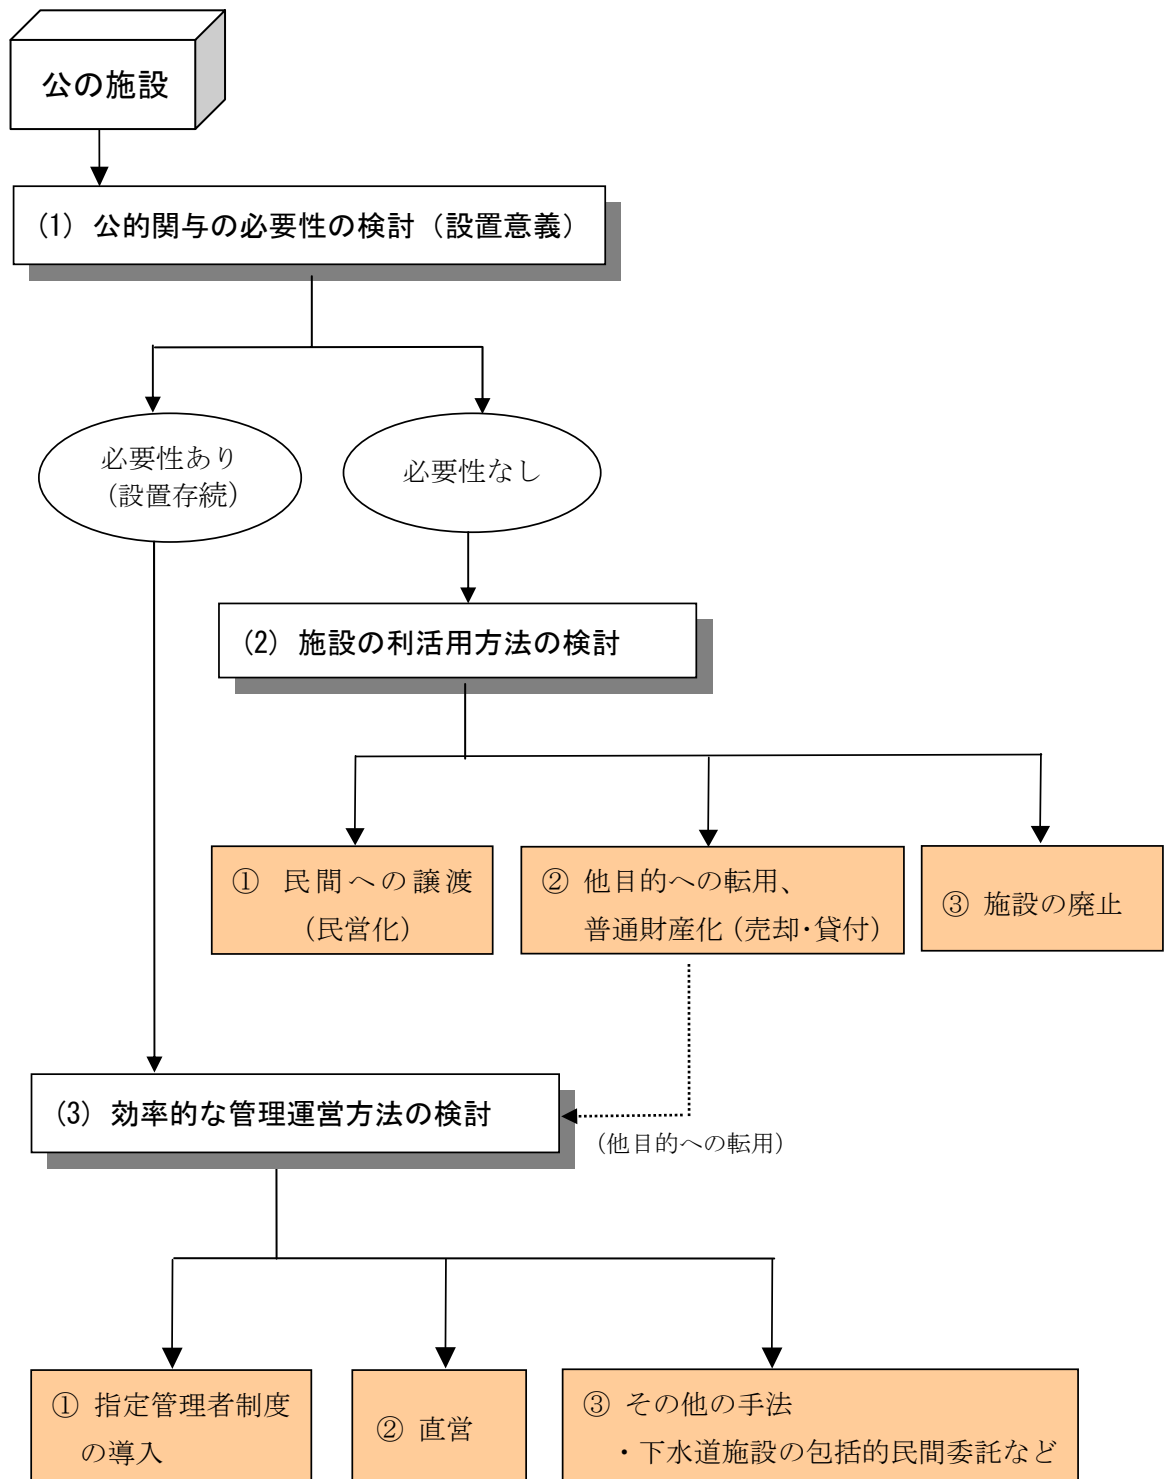 公の施設
(1) 公的関与の必要性の検討（設置意義）
必要性あり
（設置存続）
必要性なし
(2) 施設の利活用方法の検討
① 民間への譲渡
（民営化）
② 他目的への転用、
普通財産化（売却・貸付）
③ 施設の廃止
(3) 効率的な管理運営方法の検討
（他目的への転用）
① 指定管理者制度
の導入
② 直営
③ その他の手法
・下水道施設の包括的民間委託など